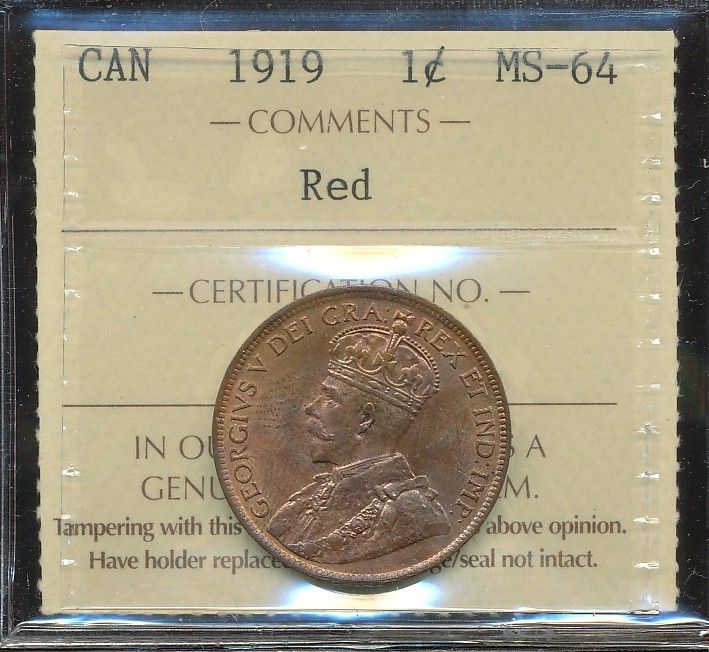 CAN 1919 1¢ MS-64
— COMMENTS —
Red
— CERTIFICATION NO. —
GEORGIVS V DEI GRA: REX ET IND: IMP:
IN A
M.
Tampering with this above opinion.
Have holder seal not intact.